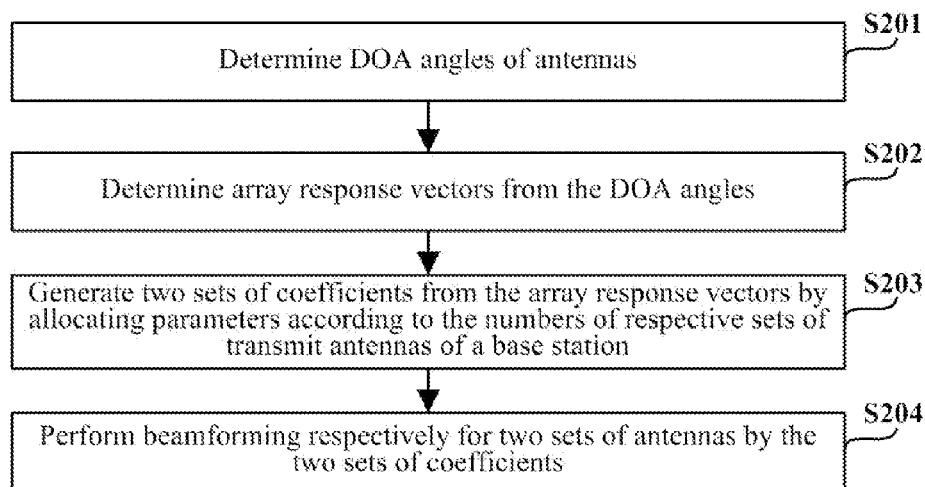 S201
Determine DOA angles of antennas
S202
Determine array response vectors from the DOA angles
S203
Generate two sets of coefficients from the array response vectors by
allocating parameters according to the numbers of respective sets of
transmit antennas of a base station
S204
Perform beamforming respectively for two sets of antennas by the
two sets of coefficients